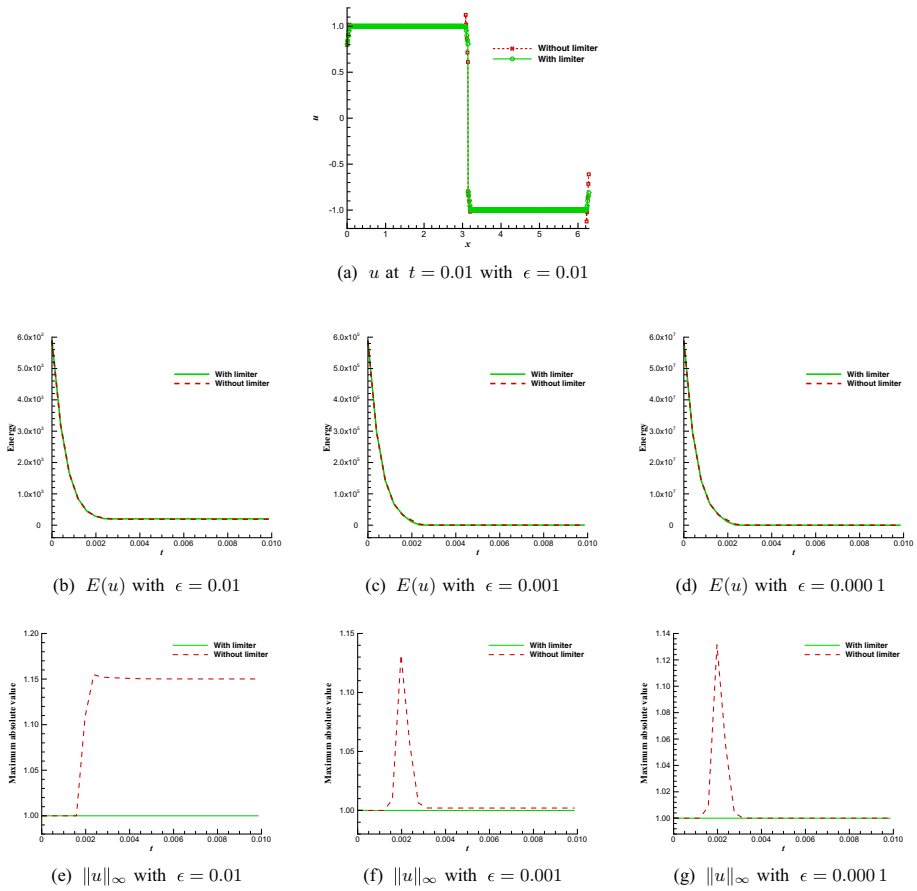 1.0
0.5
0
-0.5
-1.0
u
Without limiter
With limiter
0 1 2 3 4 5 6
x
(a) u at t = 0.01 with ϵ = 0.01
6.0x10³
5.0x10³
4.0x10³
3.0x10³
2.0x10³
1.0x10³
0
Energy
With limiter
Without limiter
0 0.002 0.004 0.006 0.008 0.010
t
(b) E(u) with ϵ = 0.01
6.0x10⁵
5.0x10⁵
4.0x10⁵
3.0x10⁵
2.0x10⁵
1.0x10⁵
0
Energy
With limiter
Without limiter
0 0.002 0.004 0.006 0.008 0.010
t
(c) E(u) with ϵ = 0.001
6.0x10⁷
5.0x10⁷
4.0x10⁷
3.0x10⁷
2.0x10⁷
1.0x10⁷
0
Energy
With limiter
Without limiter
0 0.002 0.004 0.006 0.008 0.010
t
(d) E(u) with ϵ = 0.000 1
1.20
1.15
1.10
1.05
1.00
Maximum absolute value
With limiter
Without limiter
0 0.002 0.004 0.006 0.008 0.010
t
(e) ‖u‖∞ with ϵ = 0.01
1.15
1.10
1.05
1.00
Maximum absolute value
With limiter
Without limiter
0 0.002 0.004 0.006 0.008 0.010
t
(f) ‖u‖∞ with ϵ = 0.001
1.14
1.12
1.10
1.08
1.06
1.04
1.02
1.00
Maximum absolute value
With limiter
Without limiter
0 0.002 0.004 0.006 0.008 0.010
t
(g) ‖u‖∞ with ϵ = 0.000 1